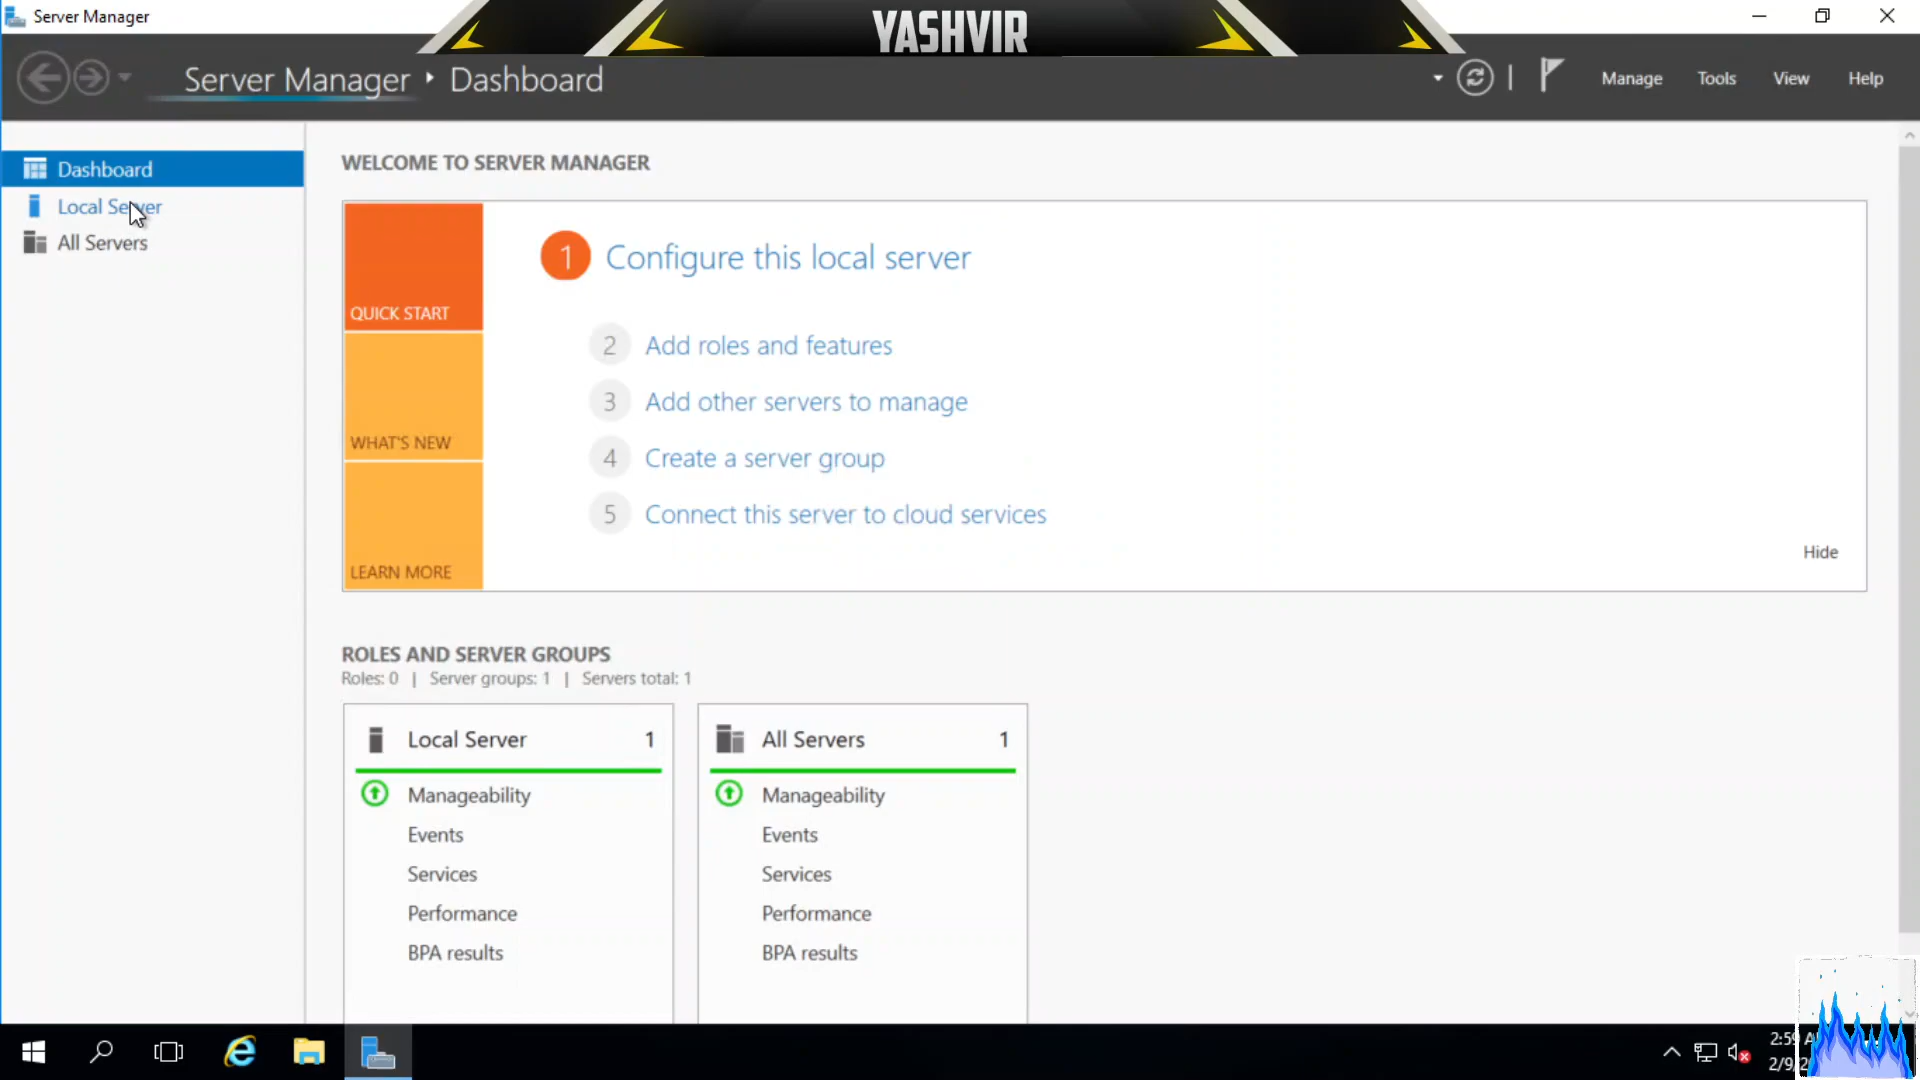 Server Manager
YASHVIR
Server Manager ‣ Dashboard
Manage Tools View Help
Dashboard
Local Server
All Servers
WELCOME TO SERVER MANAGER
QUICK START
WHAT'S NEW
LEARN MORE
1 Configure this local server
2 Add roles and features
3 Add other servers to manage
4 Create a server group
5 Connect this server to cloud services
Hide
ROLES AND SERVER GROUPS
Roles: 0 | Server groups: 1 | Servers total: 1
Local Server 1
Manageability
Events
Services
Performance
BPA results
All Servers 1
Manageability
Events
Services
Performance
BPA results